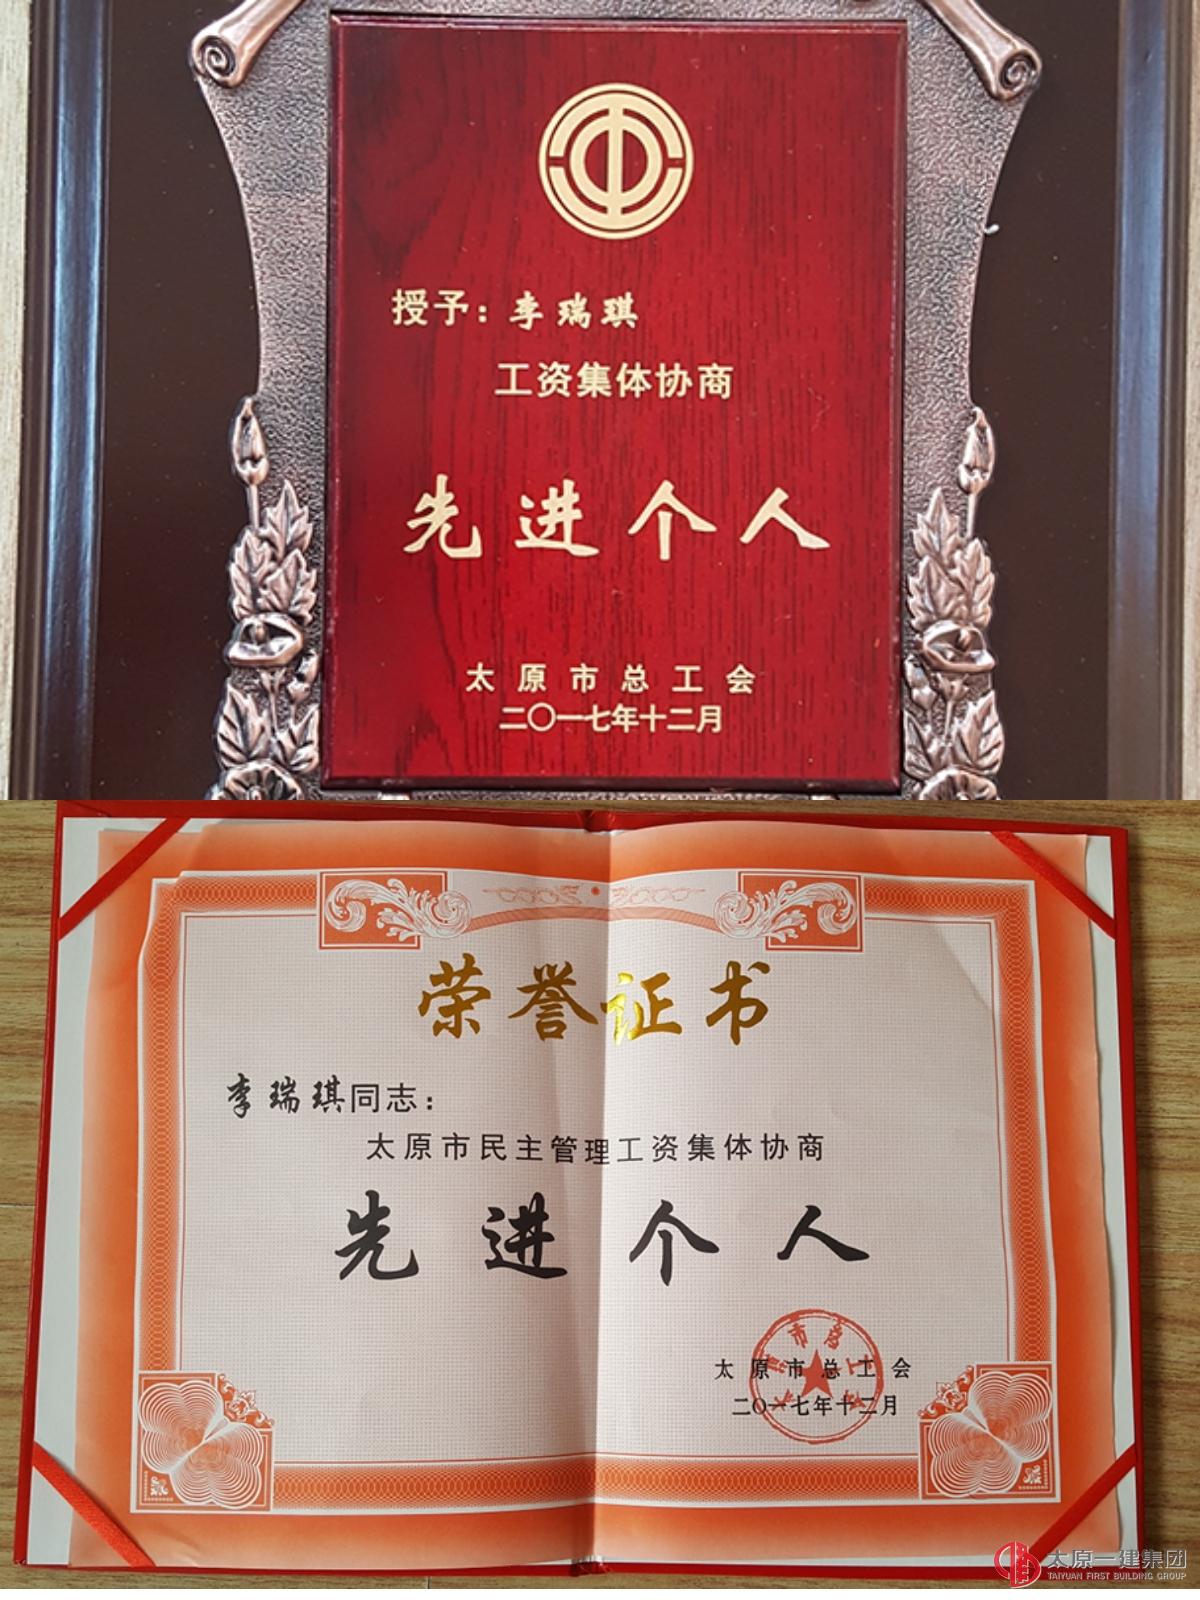 授予：李瑞琪
工资集体协商
先进个人
太原市总工会
二〇一七年十二月
荣誉证书
李瑞琪同志：
太原市民主管理工资集体协商
先进个人
太原市总工会
二〇一七年十二月
太原一建集团
TAIYUAN FIRST BUILDING GROUP